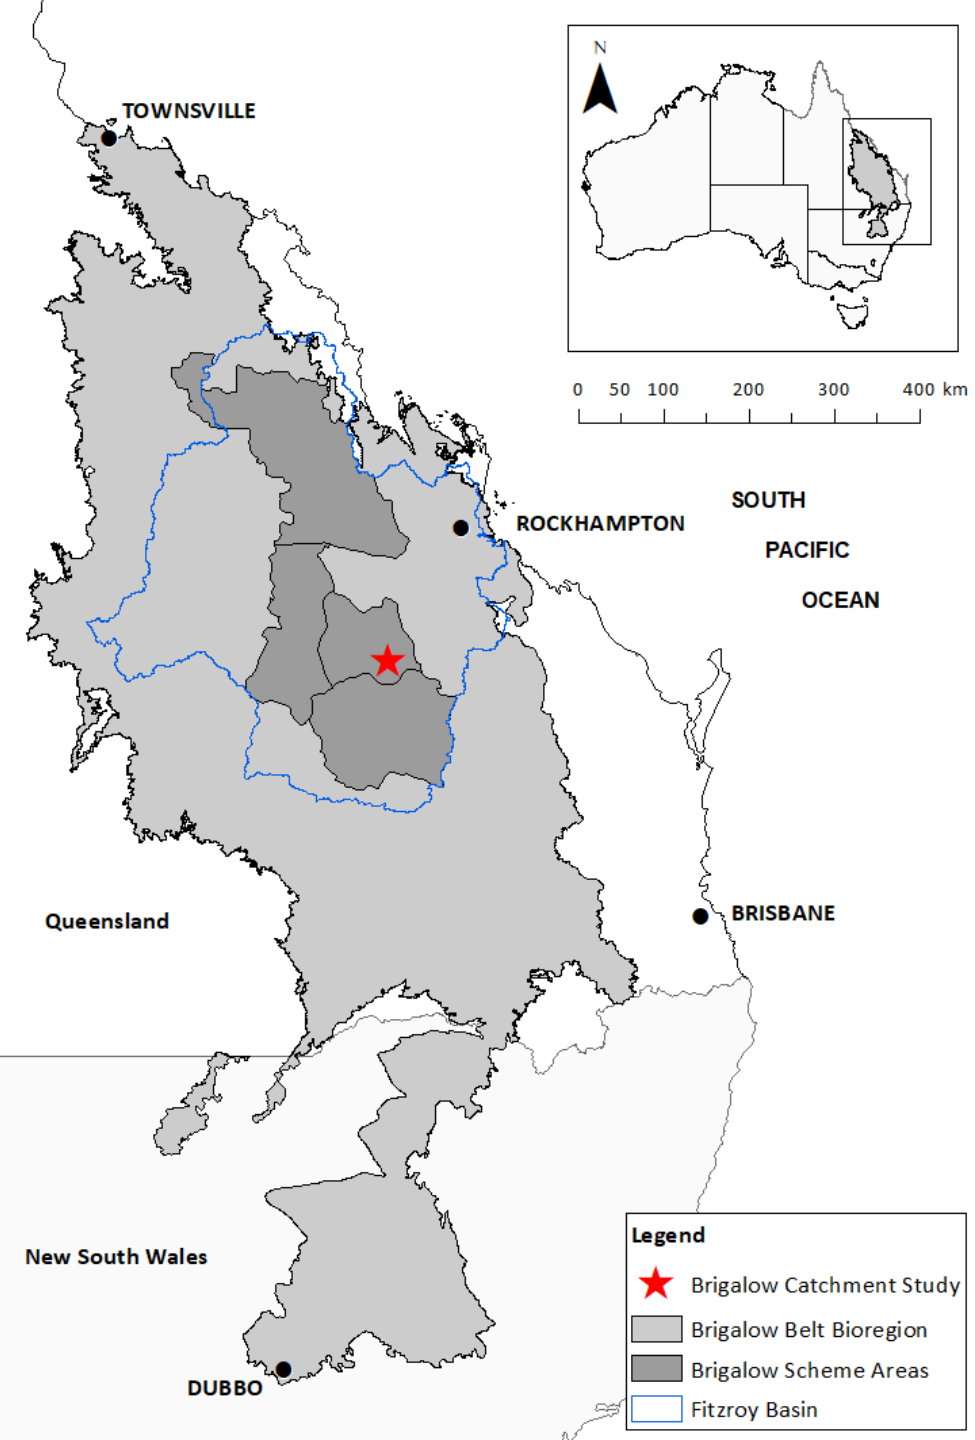 TOWNSVILLE
N
0 50 100 200 300 400 km
SOUTH
PACIFIC
OCEAN
ROCKHAMPTON
BRISBANE
Queensland
New South Wales
DUBBO
Legend
Brigalow Catchment Study
Brigalow Belt Bioregion
Brigalow Scheme Areas
Fitzroy Basin